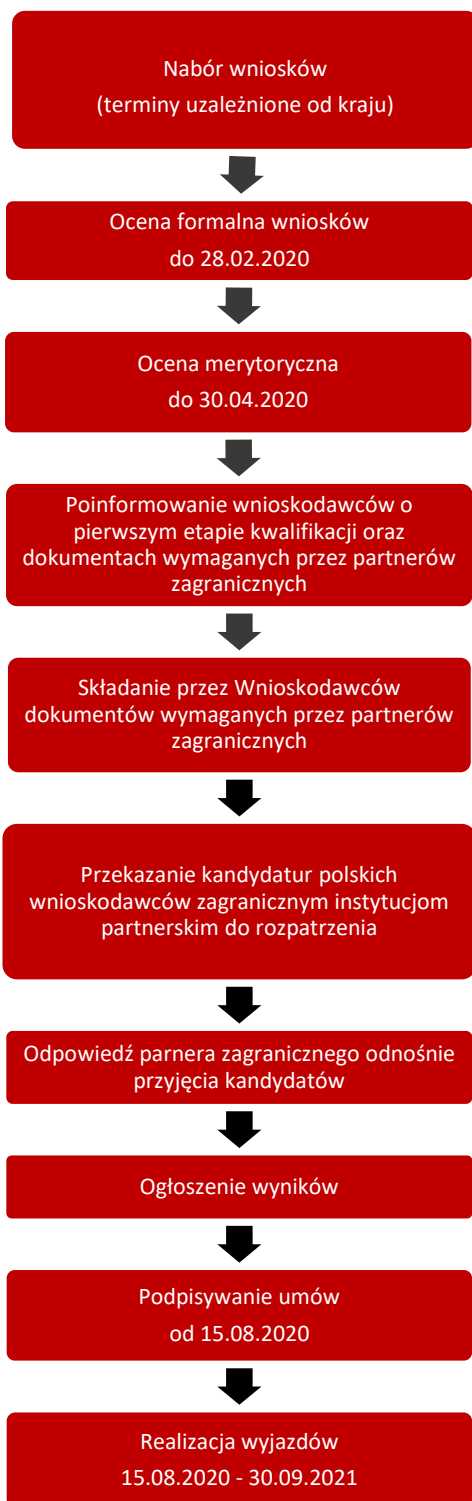 Nabór wniosków
(terminy uzależnione od kraju)
Ocena formalna wniosków
do 28.02.2020
Ocena merytoryczna
do 30.04.2020
Poinformowanie wnioskodawców o
pierwszym etapie kwalifikacji oraz
dokumentach wymaganych przez partnerów
zagranicznych
Składanie przez Wnioskodawców
dokumentów wymaganych przez partnerów
zagranicznych
Przekazanie kandydatur polskich
wnioskodawców zagranicznym instytucjom
partnerskim do rozpatrzenia
Odpowiedź parnera zagranicznego odnośnie
przyjęcia kandydatów
Ogłoszenie wyników
Podpisywanie umów
od 15.08.2020
Realizacja wyjazdów
15.08.2020 - 30.09.2021